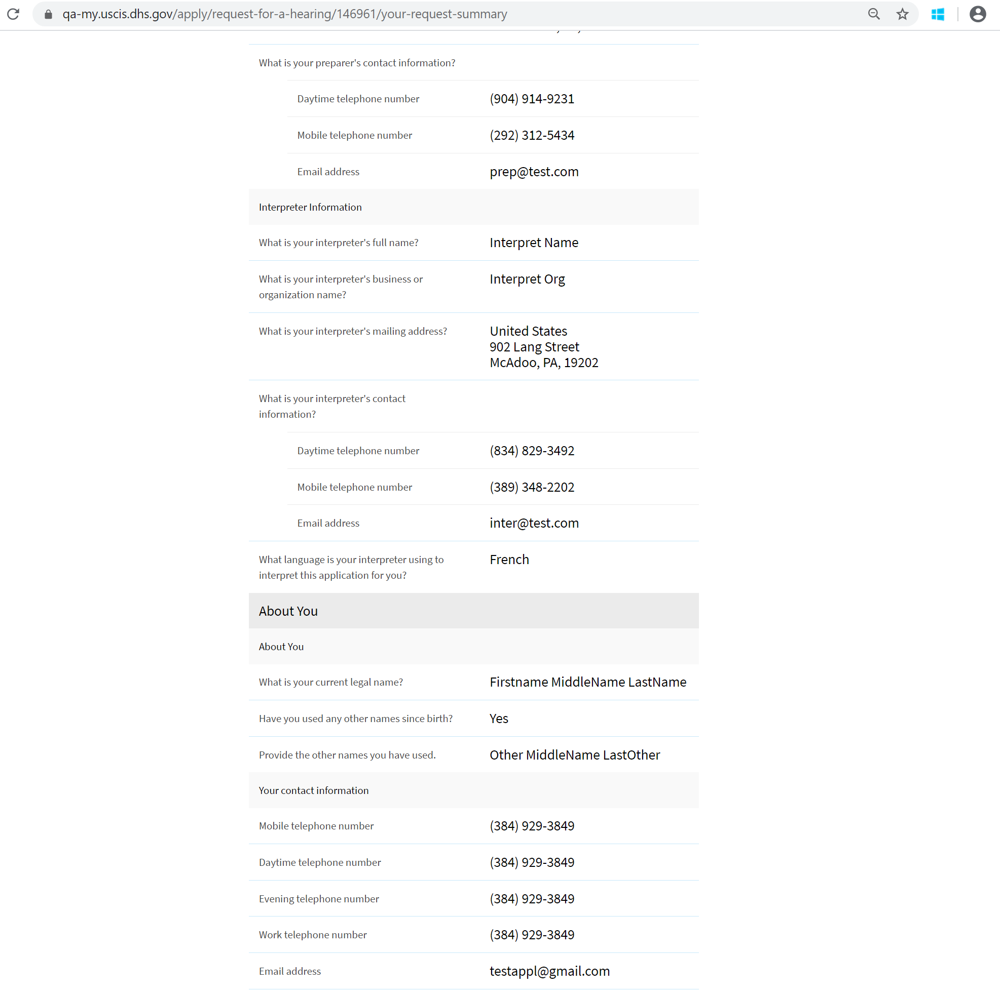 qa-my.uscis.dhs.gov/apply/request-for-a-hearing/146961/your-request-summary
What is your preparer's contact information?
Daytime telephone number (904) 914-9231
Mobile telephone number (292) 312-5434
Email address prep@test.com
Interpreter Information
What is your interpreter's full name? Interpret Name
What is your interpreter's business or Interpret Org
organization name?
What is your interpreter's mailing address? United States
902 Lang Street
McAdoo, PA, 19202
What is your interpreter's contact
information?
Daytime telephone number (834) 829-3492
Mobile telephone number (389) 348-2202
Email address inter@test.com
What language is your interpreter using to French
interpret this application for you?
About You
About You
What is your current legal name? Firstname MiddleName LastName
Have you used any other names since birth? Yes
Provide the other names you have used. Other MiddleName LastOther
Your contact information
Mobile telephone number (384) 929-3849
Daytime telephone number (384) 929-3849
Evening telephone number (384) 929-3849
Work telephone number (384) 929-3849
Email address testappl@gmail.com